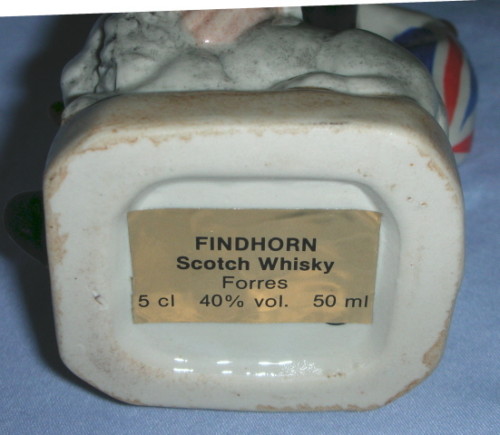 FINDHORN
Scotch Whisky
Forres
5 cl 40% vol. 50 ml